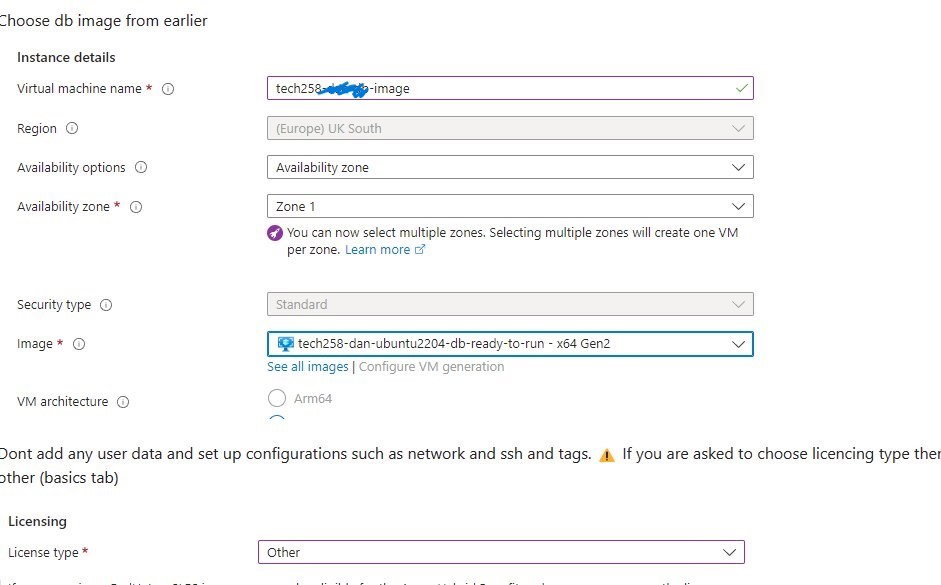 Choose db image from earlier
Instance details
Virtual machine name *
tech258- -image
Region
(Europe) UK South
Availability options
Availability zone
Availability zone *
Zone 1
You can now select multiple zones. Selecting multiple zones will create one VM
per zone. Learn more
Security type
Standard
Image *
tech258-dan-ubuntu2204-db-ready-to-run - x64 Gen2
See all images | Configure VM generation
VM architecture
Arm64
Dont add any user data and set up configurations such as network and ssh and tags. ⚠️ If you are asked to choose licencing type
other (basics tab)
Licensing
License type *
Other